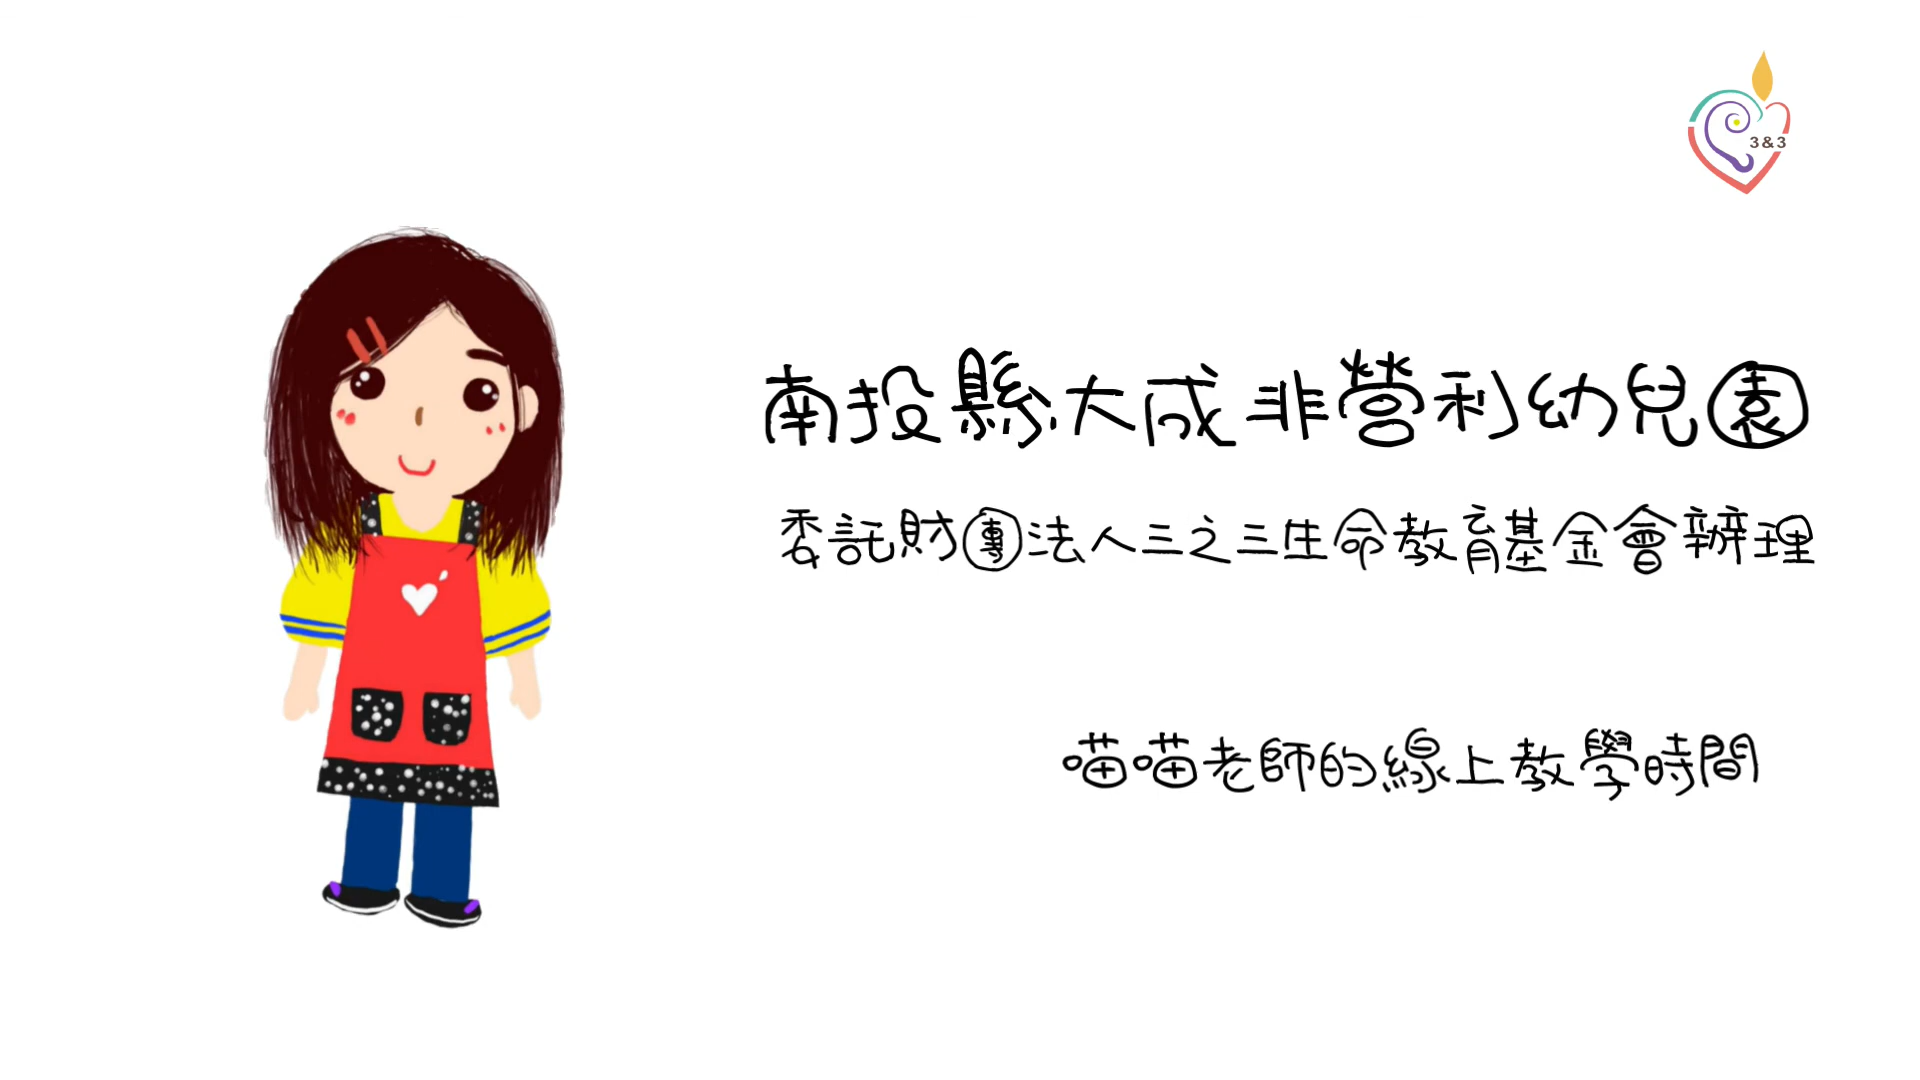 3&3
南投縣大成非營利幼兒園
委託財團法人三之三生命教育基金會辦理
喵喵老師的線上教學時間